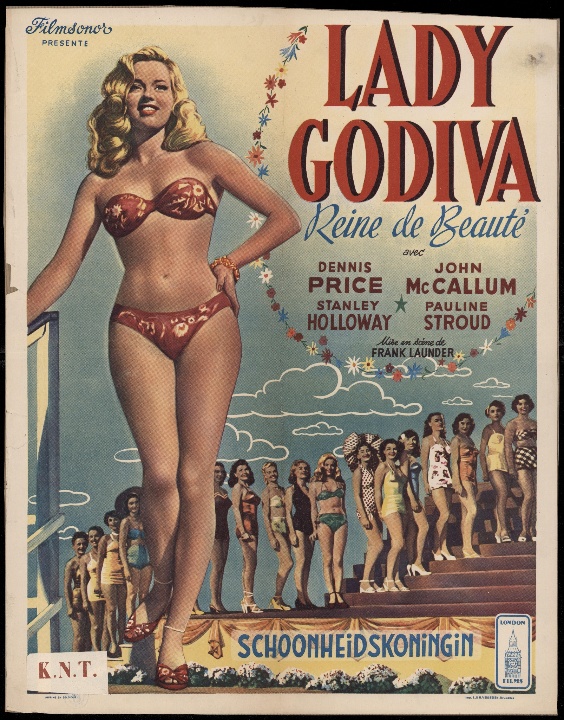 Filmsonor
PRÉSENTE
LADY
GODIVA
Reine de Beauté
avec
DENNIS PRICE
JOHN McCALLUM
STANLEY HOLLOWAY
PAULINE STROUD
Mise en scène de
FRANK LAUNDER
SCHOONHEIDSKONINGIN
K.N.T.
LONDON
FILMS